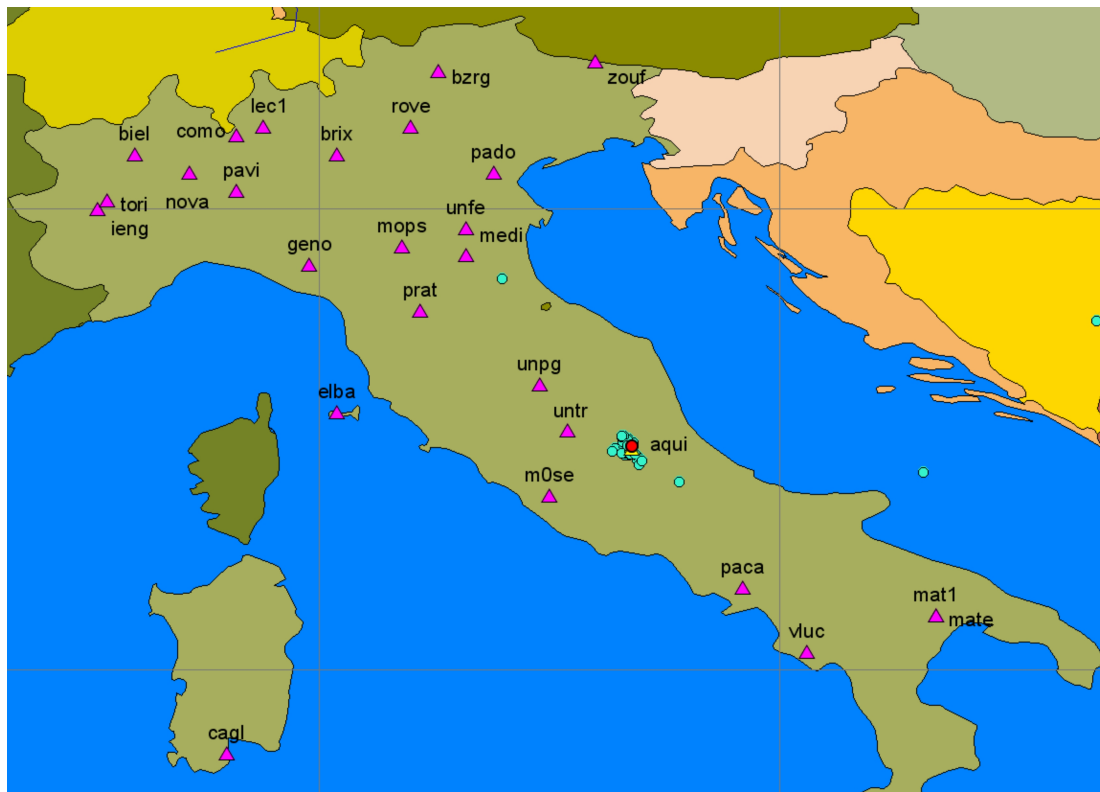 bzrg
zouf
lec1
rove
biel
como
brix
pavi
pado
tori
nova
unfe
ieng
mops
medi
geno
prat
unpg
elba
untr
aqui
m0se
paca
mat1
mate
vluc
cagl